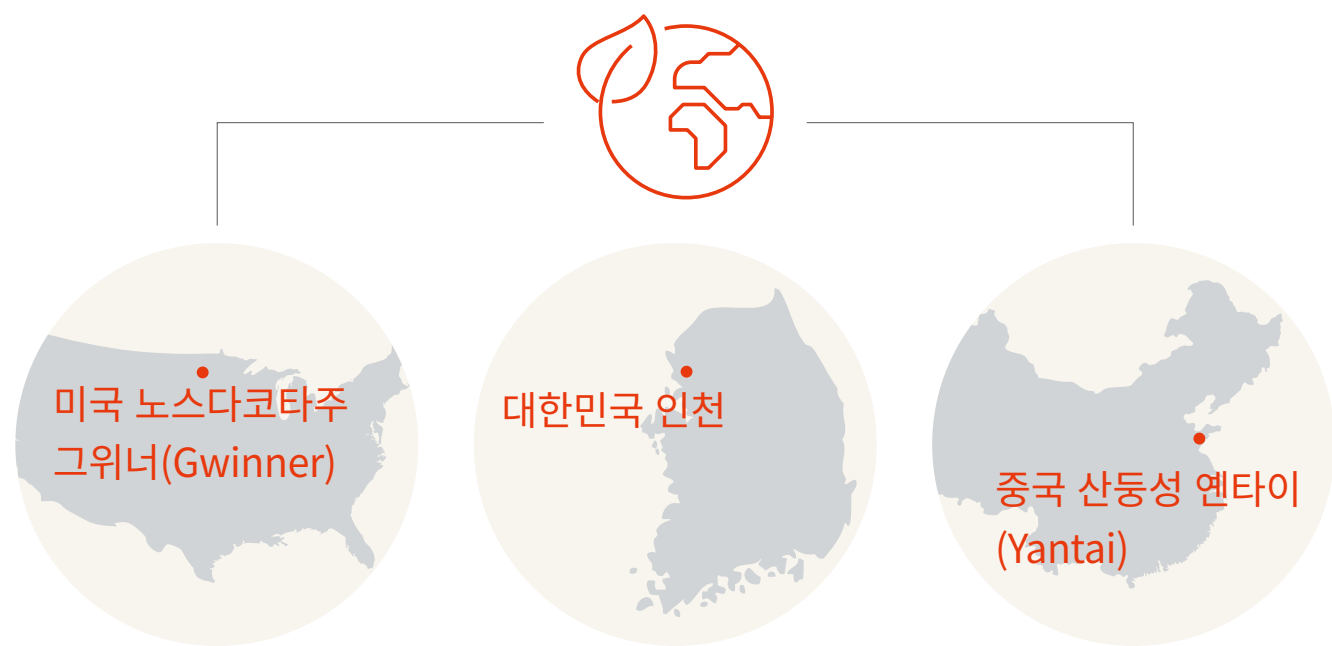 미국 노스다코타주
그위너(Gwinner)
대한민국 인천
중국 산둥성 옌타이
(Yantai)